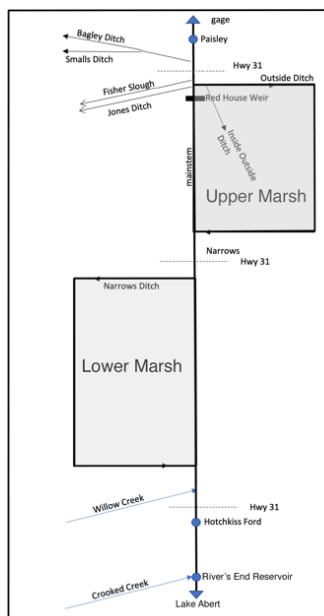 gage
Paisley
Bagley Ditch
Smalls Ditch
Hwy 31
Outside Ditch
Fisher Slough
Jones Ditch
Red House Weir
mainstem
Inside Outside
Ditch
Upper Marsh
Narrows
Hwy 31
Narrows Ditch
Lower Marsh
Willow Creek
Hwy 31
Hotchkiss Ford
Crooked Creek
River's End Reservoir
Lake Abert